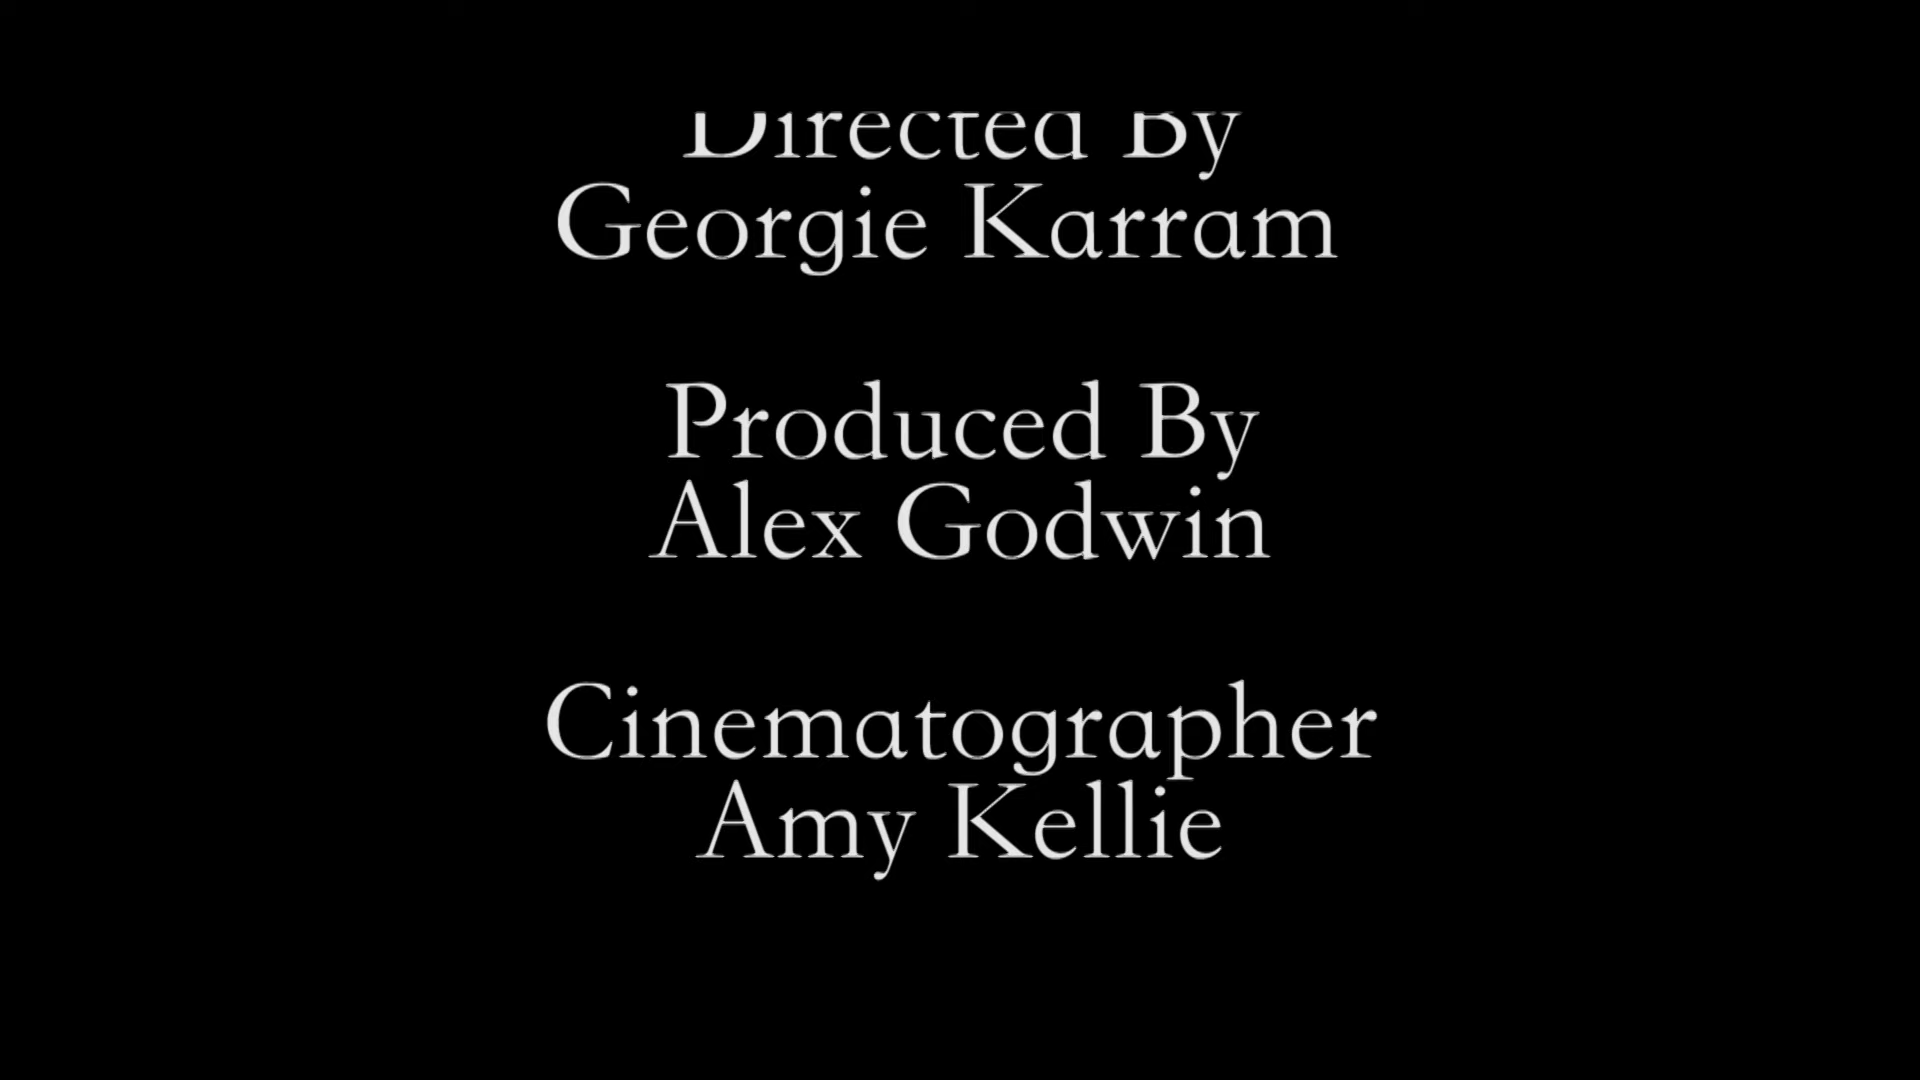 Directed By
Georgie Karram
Produced By
Alex Godwin
Cinematographer
Amy Kellie